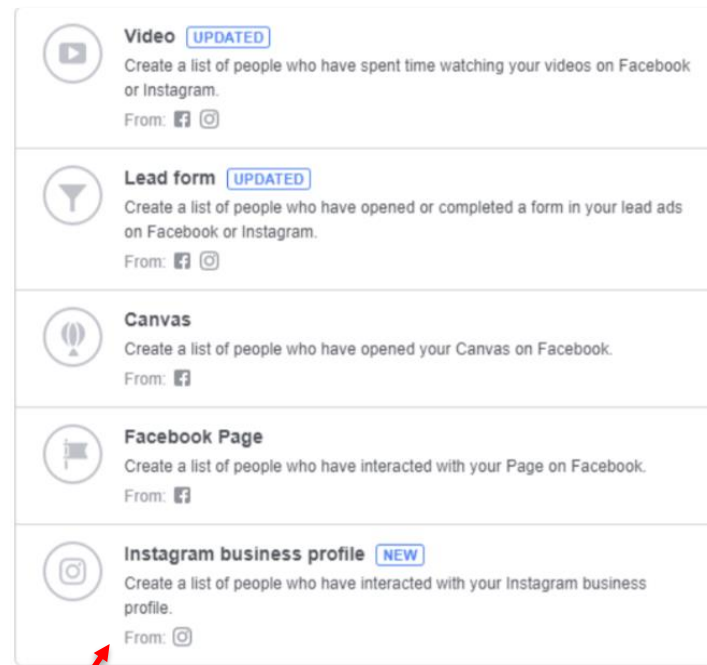 Video UPDATED
Create a list of people who have spent time watching your videos on Facebook
or Instagram.
From:
Lead form UPDATED
Create a list of people who have opened or completed a form in your lead ads
on Facebook or Instagram.
From:
Canvas
Create a list of people who have opened your Canvas on Facebook.
From:
Facebook Page
Create a list of people who have interacted with your Page on Facebook.
From:
Instagram business profile NEW
Create a list of people who have interacted with your Instagram business
profile.
From: